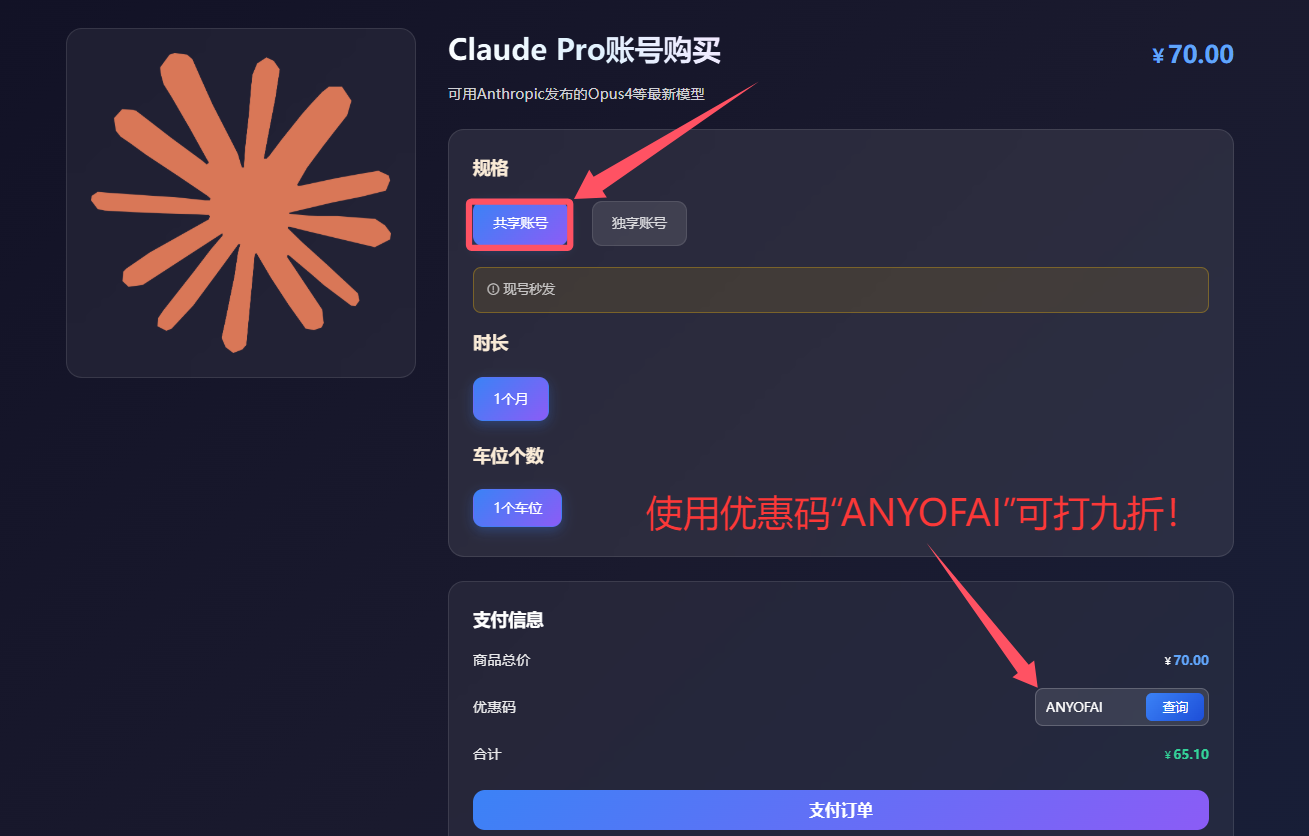 Claude Pro账号购买
¥70.00
可用Anthropic发布的Opus4等最新模型
规格
共享账号
独享账号
现号秒发
时长
1个月
车位个数
1个车位
使用优惠码“ANYOFAI”可打九折！
支付信息
商品总价
¥70.00
优惠码
ANYOFAI
查询
合计
¥65.10
支付订单